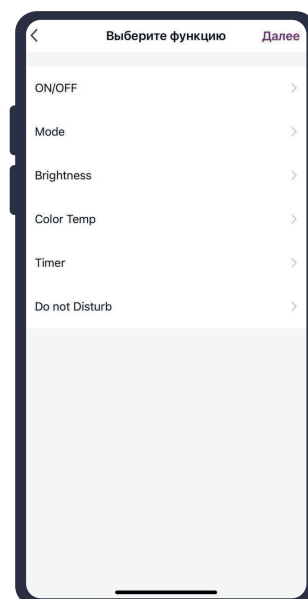 Выберите функцию Далее
ON/OFF
Mode
Brightness
Color Temp
Timer
Do not Disturb